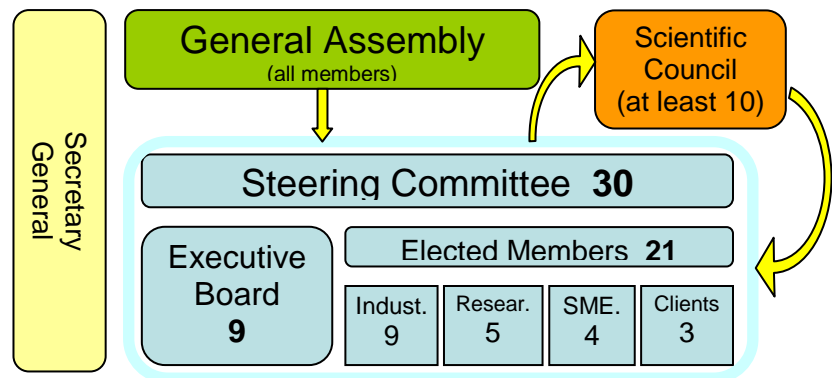 Secretary
General
General Assembly
(all members)
Scientific
Council
(at least 10)
Steering Committee 30
Executive
Board
9
Elected Members 21
Indust.
9
Resear.
5
SME.
4
Clients
3